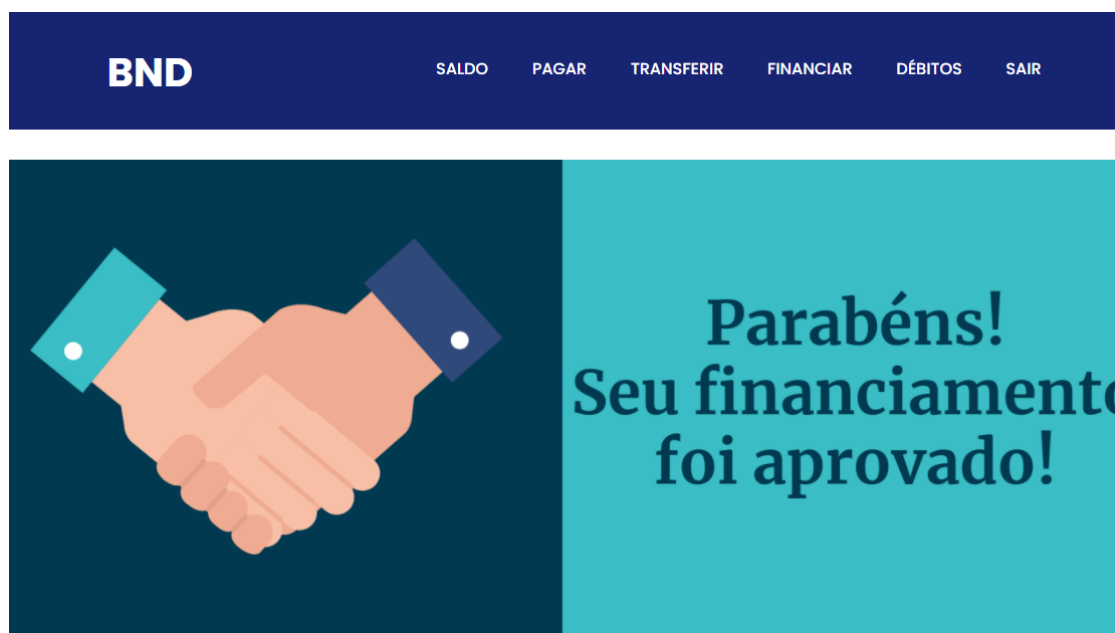 BND
SALDO PAGAR TRANSFERIR FINANCIAR DÉBITOS SAIR
Parabéns!
Seu financiamento
foi aprovado!